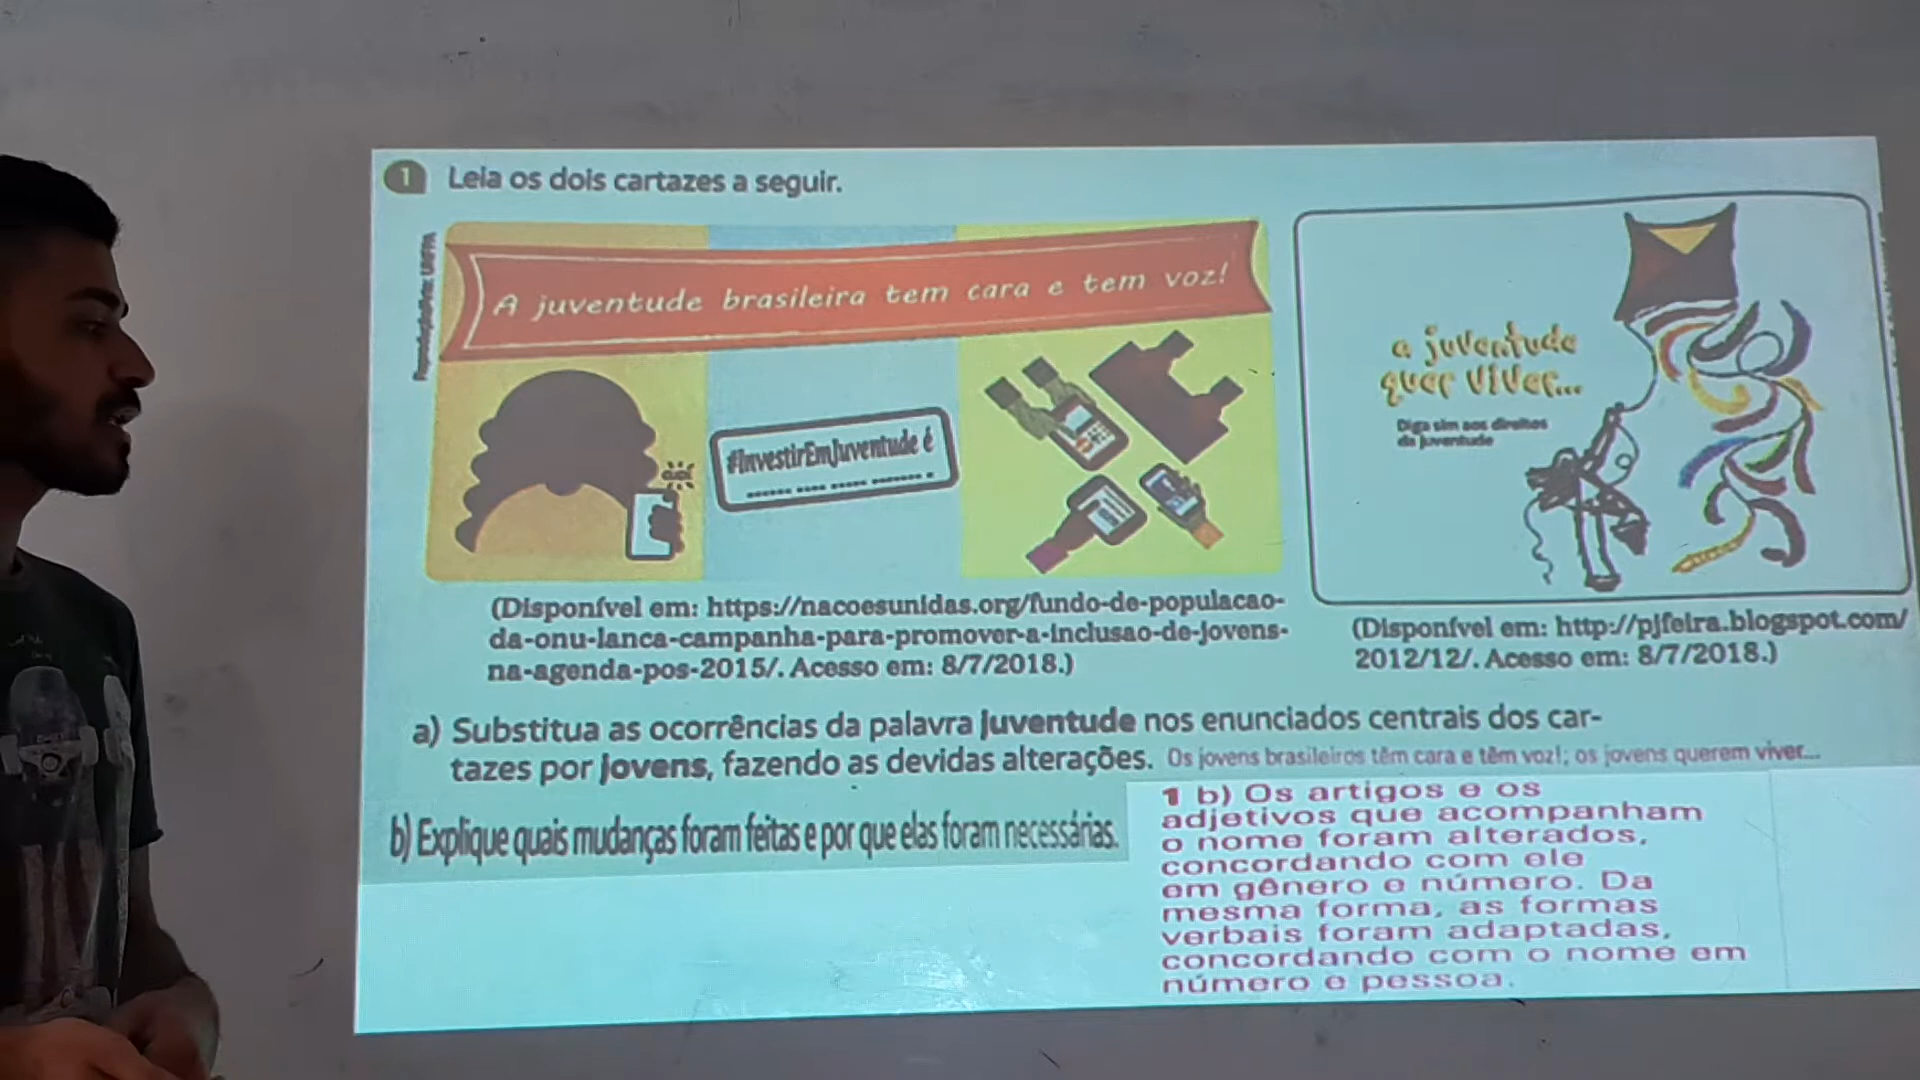 1 Leia os dois cartazes a seguir.
A juventude brasileira tem cara e tem voz!
#InvestirEmJuventude é
a juventude
quer viver...
Diga sim aos direitos
da juventude
(Disponível em: https://nacoesunidas.org/fundo-de-populacao-
da-onu-lanca-campanha-para-promover-a-inclusao-de-jovens-
na-agenda-pos-2015/. Acesso em: 8/7/2018.)
(Disponível em: http://pjfeira.blogspot.com/
2012/12/. Acesso em: 8/7/2018.)
a) Substitua as ocorrências da palavra juventude nos enunciados centrais dos car-
tazes por jovens, fazendo as devidas alterações. Os jovens brasileiros têm cara e têm voz!; os jovens querem viver...
b) Explique quais mudanças foram feitas e por que elas foram necessárias.
1 b) Os artigos e os
adjetivos que acompanham
o nome foram alterados,
concordando com ele
em gênero e número. Da
mesma forma, as formas
verbais foram adaptadas,
concordando com o nome em
número e pessoa.